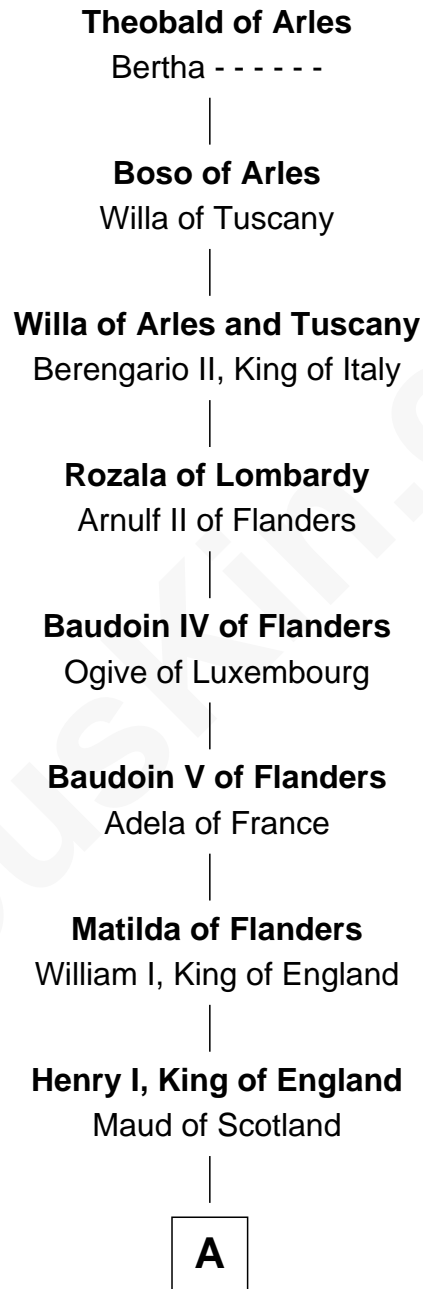 Theobald of Arles
Bertha - - - - - -
Boso of Arles
Willa of Tuscany
Willa of Arles and Tuscany
Berengario II, King of Italy
Rozala of Lombardy
Arnulf II of Flanders
Baudoin IV of Flanders
Ogive of Luxembourg
Baudoin V of Flanders
Adela of France
Matilda of Flanders
William I, King of England
Henry I, King of England
Maud of Scotland
A